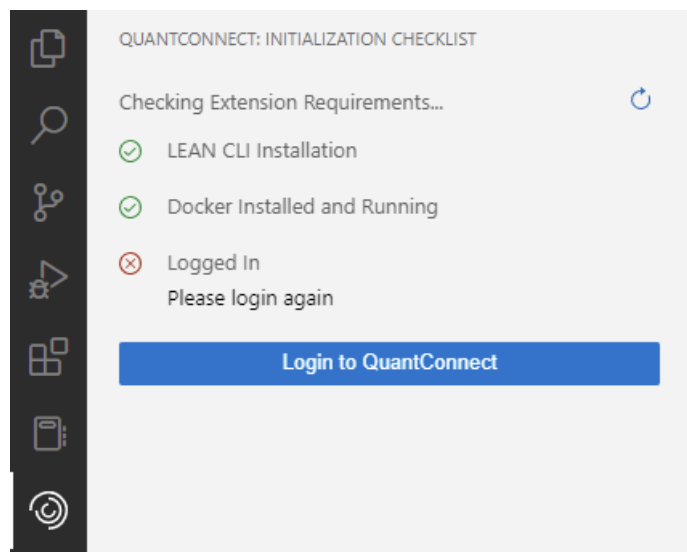 QUANTCONNECT: INITIALIZATION CHECKLIST
Checking Extension Requirements...
LEAN CLI Installation
Docker Installed and Running
Logged In
Please login again
Login to QuantConnect